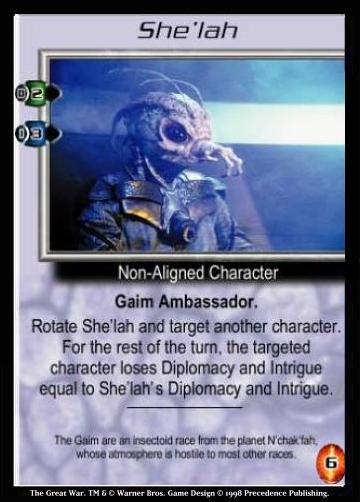 She'lah
D 2
I 3
Non-Aligned Character
Gaim Ambassador.
Rotate She'lah and target another character.
For the rest of the turn, the targeted
character loses Diplomacy and Intrigue
equal to She'lah's Diplomacy and Intrigue.
The Gaim are an insectoid race from the planet N'chak'fah,
whose atmosphere is hostile to most other races.
6
The Great War. TM & © Warner Bros. Game Design © 1998 Precedence Publishing.